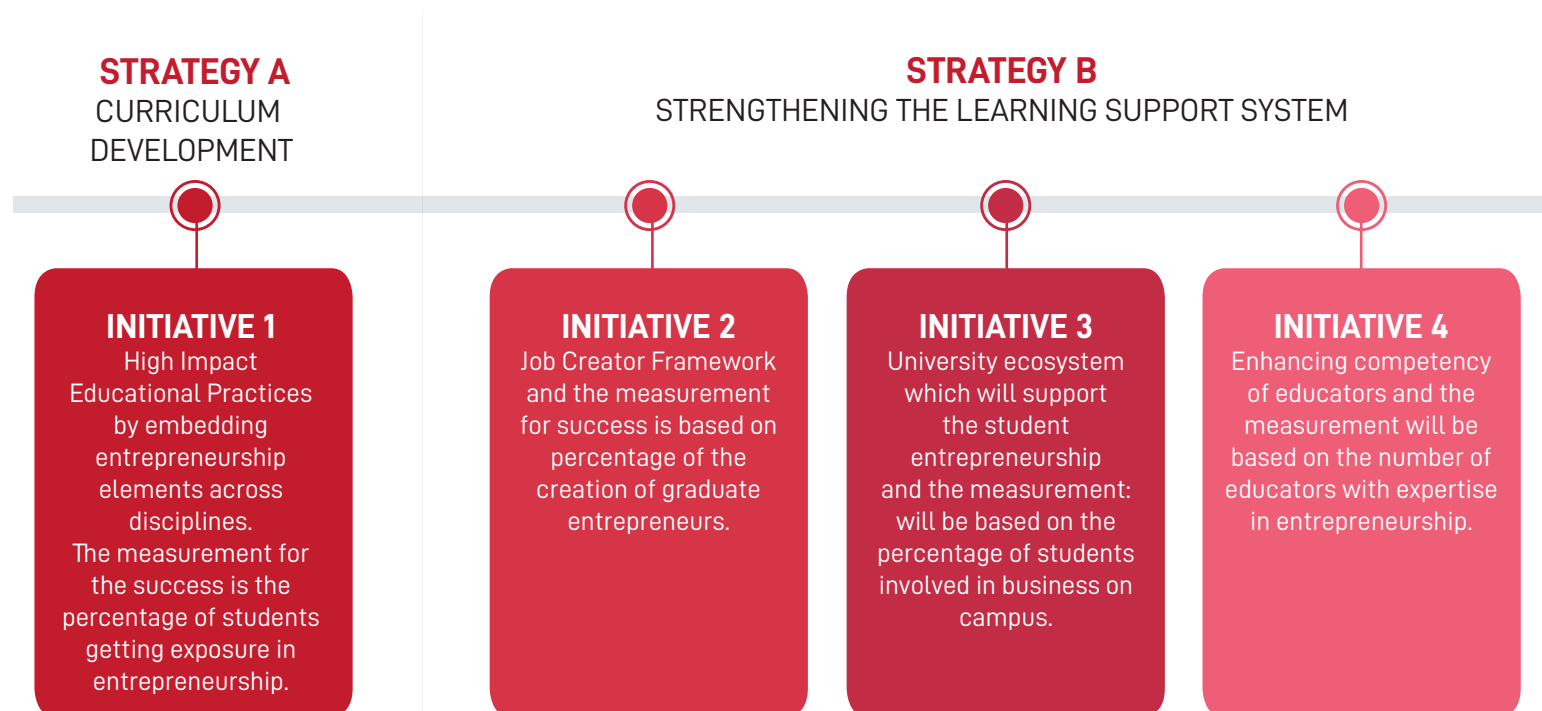 STRATEGY A
CURRICULUM
DEVELOPMENT
STRATEGY B
STRENGTHENING THE LEARNING SUPPORT SYSTEM
INITIATIVE 1
High Impact
Educational Practices
by embedding
entrepreneurship
elements across
disciplines.
The measurement for
the success is the
percentage of students
getting exposure in
entrepreneurship.
INITIATIVE 2
Job Creator Framework
and the measurement
for success is based on
percentage of the
creation of graduate
entrepreneurs.
INITIATIVE 3
University ecosystem
which will support
the student
entrepreneurship
and the measurement:
will be based on the
percentage of students
involved in business on
campus.
INITIATIVE 4
Enhancing competency
of educators and the
measurement will be
based on the number of
educators with expertise
in entrepreneurship.